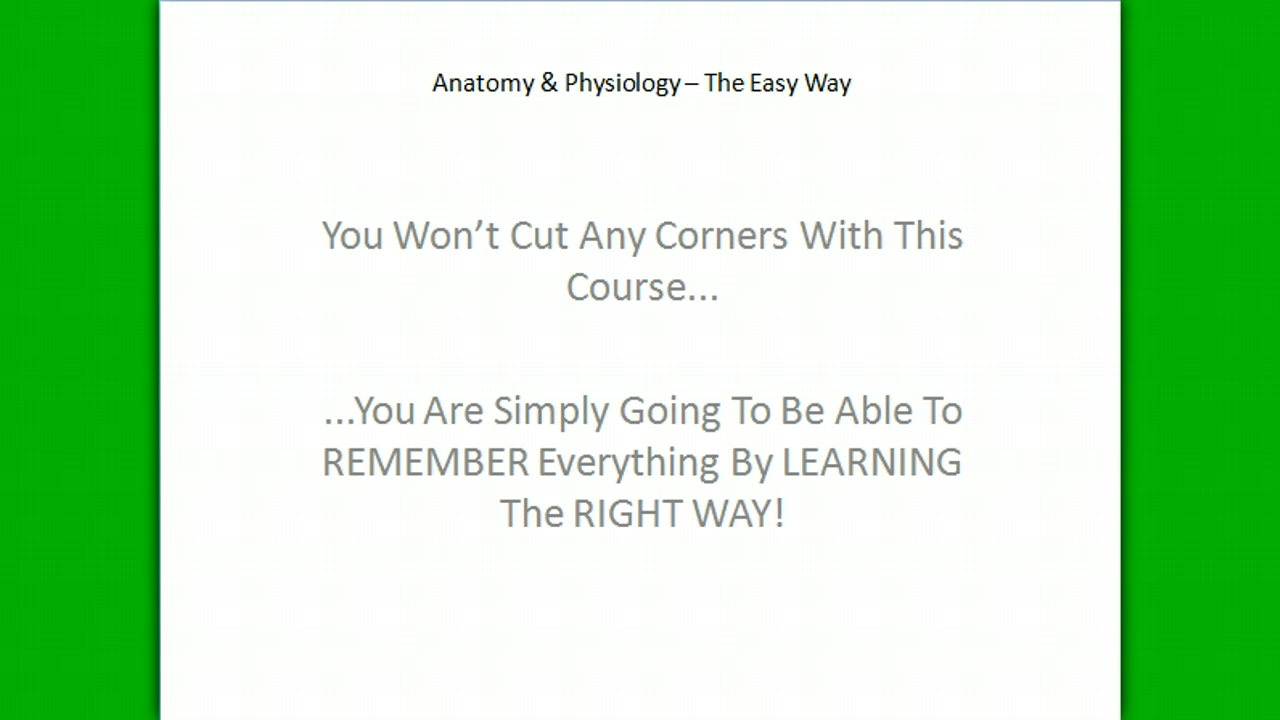 Anatomy & Physiology – The Easy Way
You Won’t Cut Any Corners With This
Course...
...You Are Simply Going To Be Able To
REMEMBER Everything By LEARNING
The RIGHT WAY!